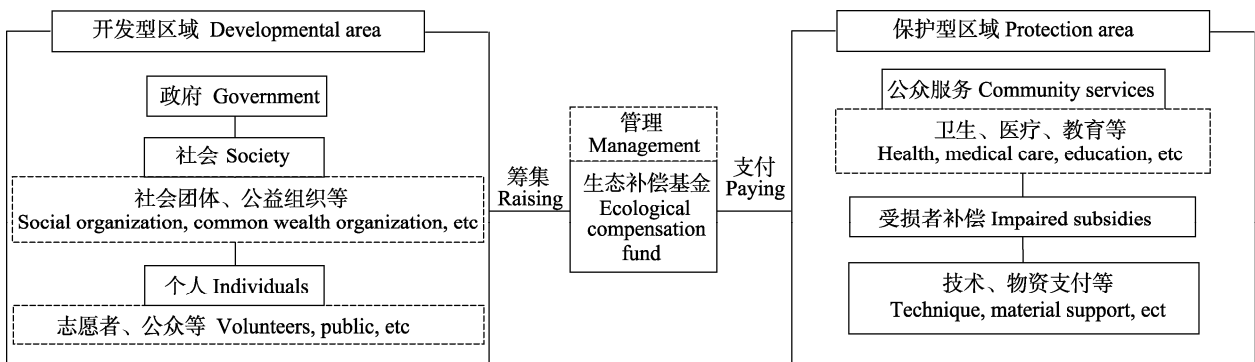 开发型区域 Developmental area
政府 Government
社会 Society
社会团体、公益组织等
Social organization, common wealth organization, etc
个人 Individuals
志愿者、公众等 Volunteers, public, etc
筹集
Raising
管理
Management
生态补偿基金
Ecological
compensation
fund
支付
Paying
保护型区域 Protection area
公众服务 Community services
卫生、医疗、教育等
Health, medical care, education, etc
受损者补偿 Impaired subsidies
技术、物资支付等
Technique, material support, ect